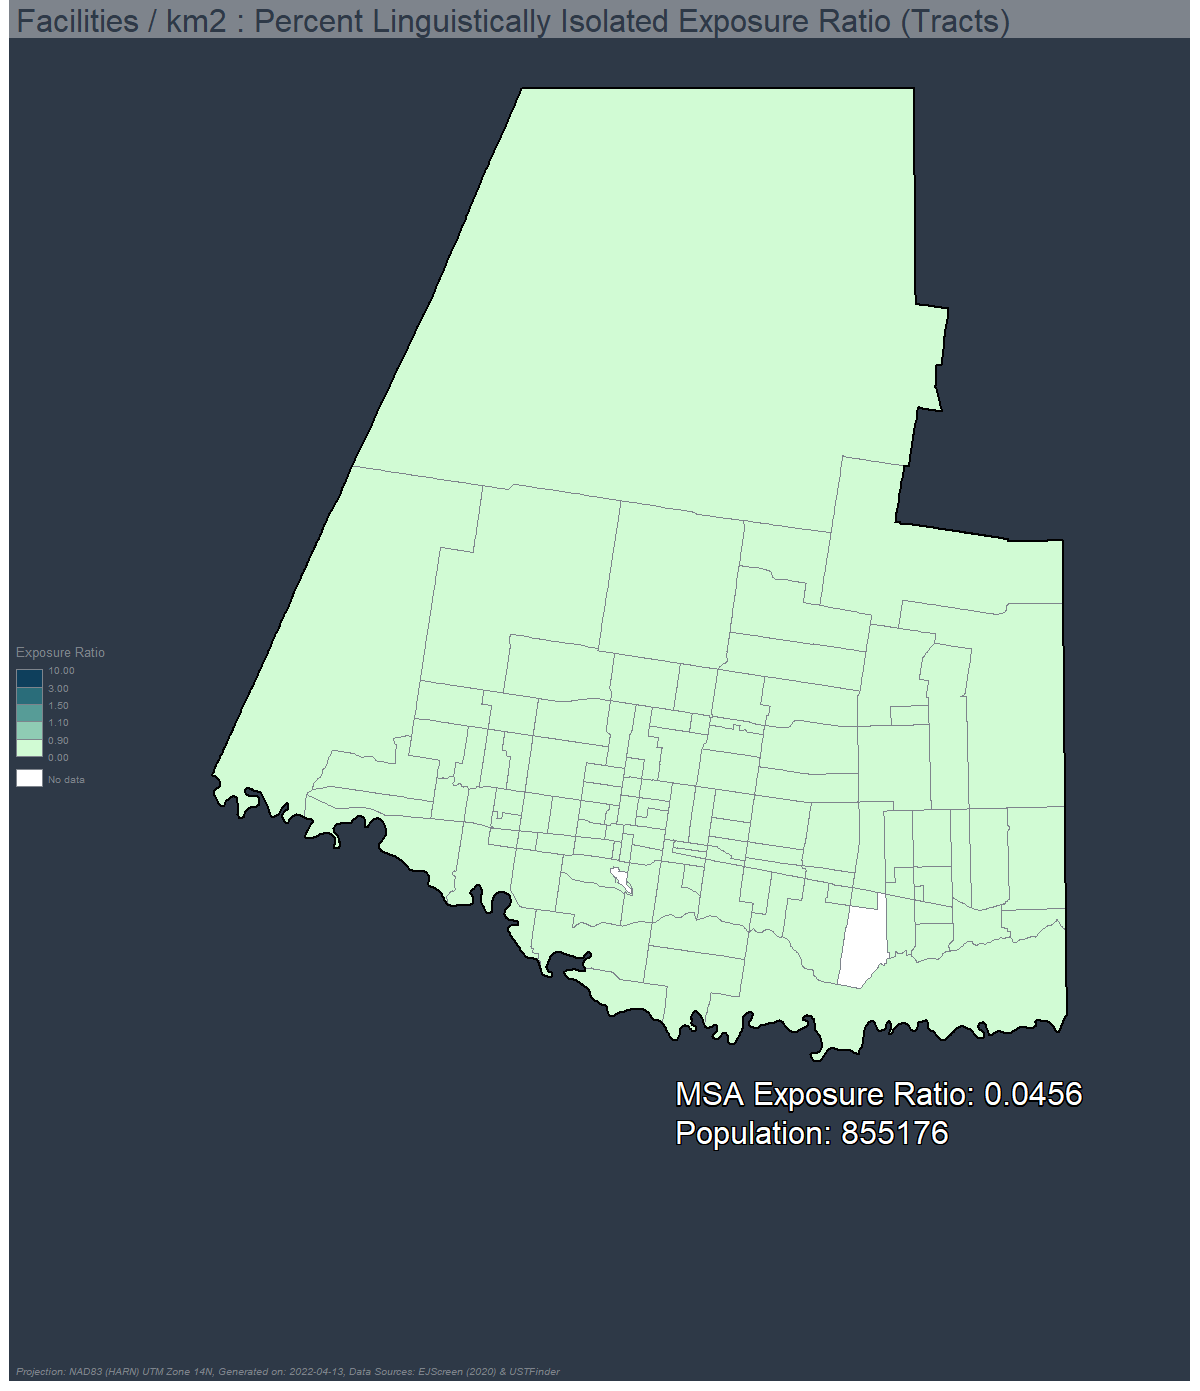 Facilities / km2 : Percent Linguistically Isolated Exposure Ratio (Tracts)
Exposure Ratio
10.00
3.00
1.50
1.10
0.90
0.00
No data
MSA Exposure Ratio: 0.0456
Population: 855176
Projection: NAD83 (HARN) UTM Zone 14N, Generated on: 2022-04-13, Data Sources: EJScreen (2020) & USTFinder